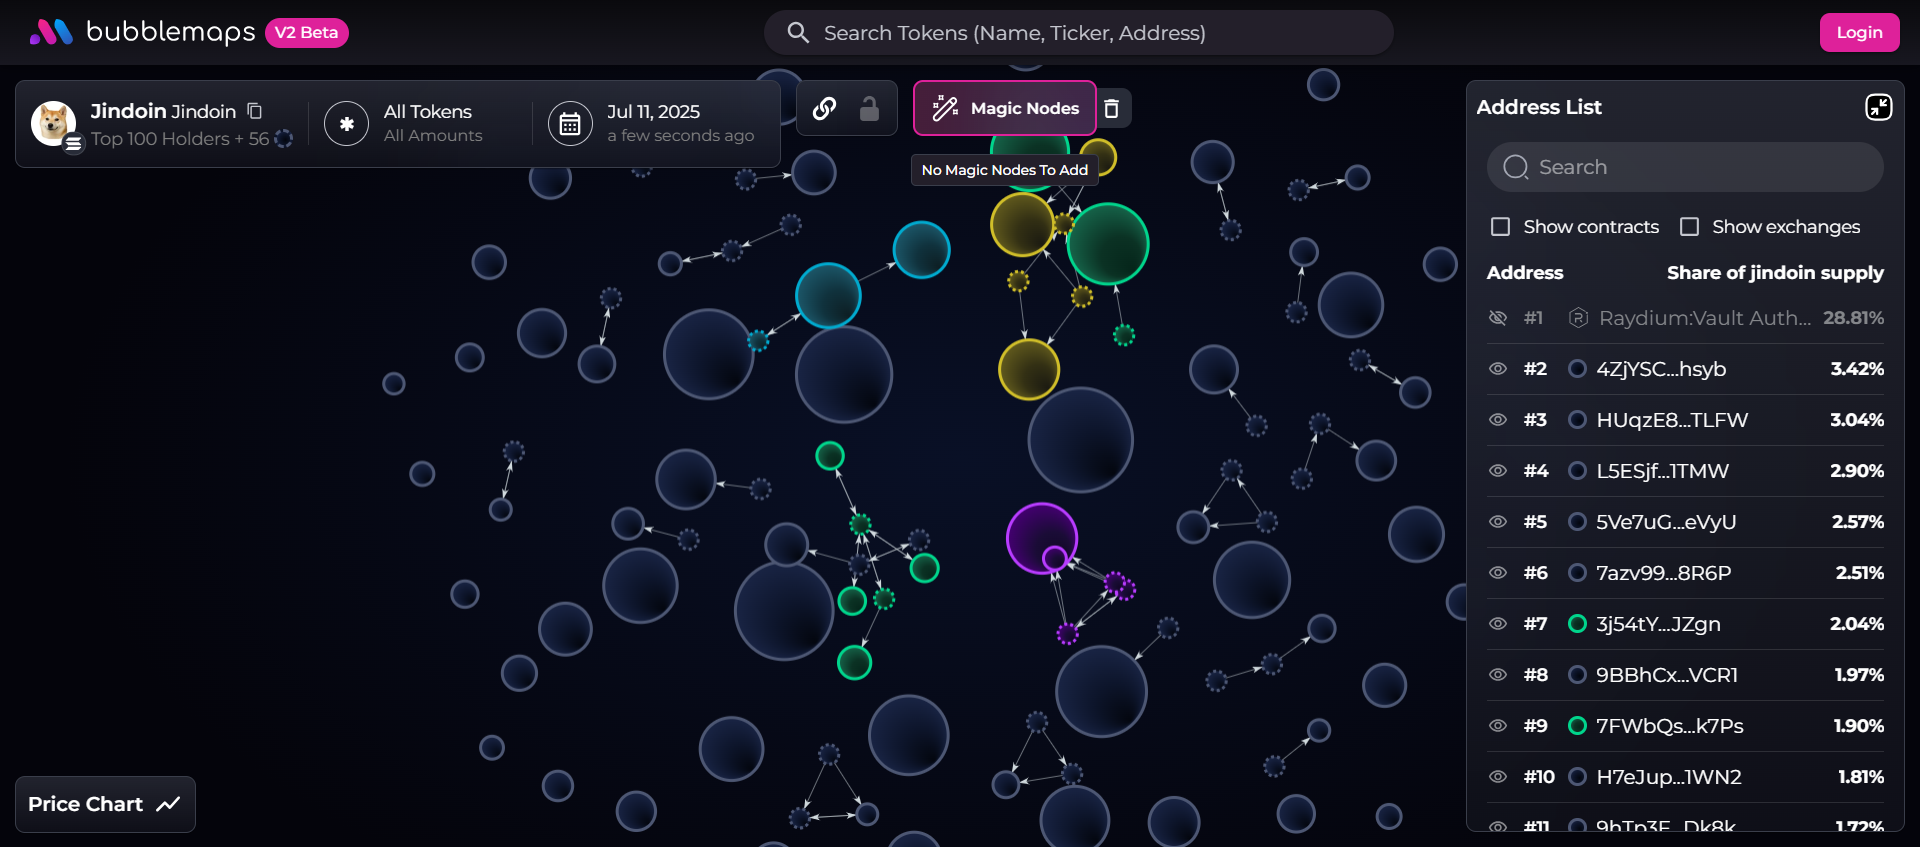 bubblemaps V2 Beta
Search Tokens (Name, Ticker, Address)
Login
Jindoin Jindoin
Top 100 Holders + 56
All Tokens
All Amounts
Jul 11, 2025
a few seconds ago
Magic Nodes
No Magic Nodes To Add
Address List
Search
Show contracts
Show exchanges
Address Share of jindoin supply
#1 Raydium:Vault Auth... 28.81%
#2 4ZjYSC...hsyb 3.42%
#3 HUqzE8...TLFW 3.04%
#4 L5ESjf...1TMW 2.90%
#5 5Ve7uG...eVyU 2.57%
#6 7azv99...8R6P 2.51%
#7 3j54tY...JZgn 2.04%
#8 9BBhCx...VCR1 1.97%
#9 7FWbQs...k7Ps 1.90%
#10 H7eJup...1WN2 1.81%
#11 9hTp3E...Dk8k 1.72%
Price Chart